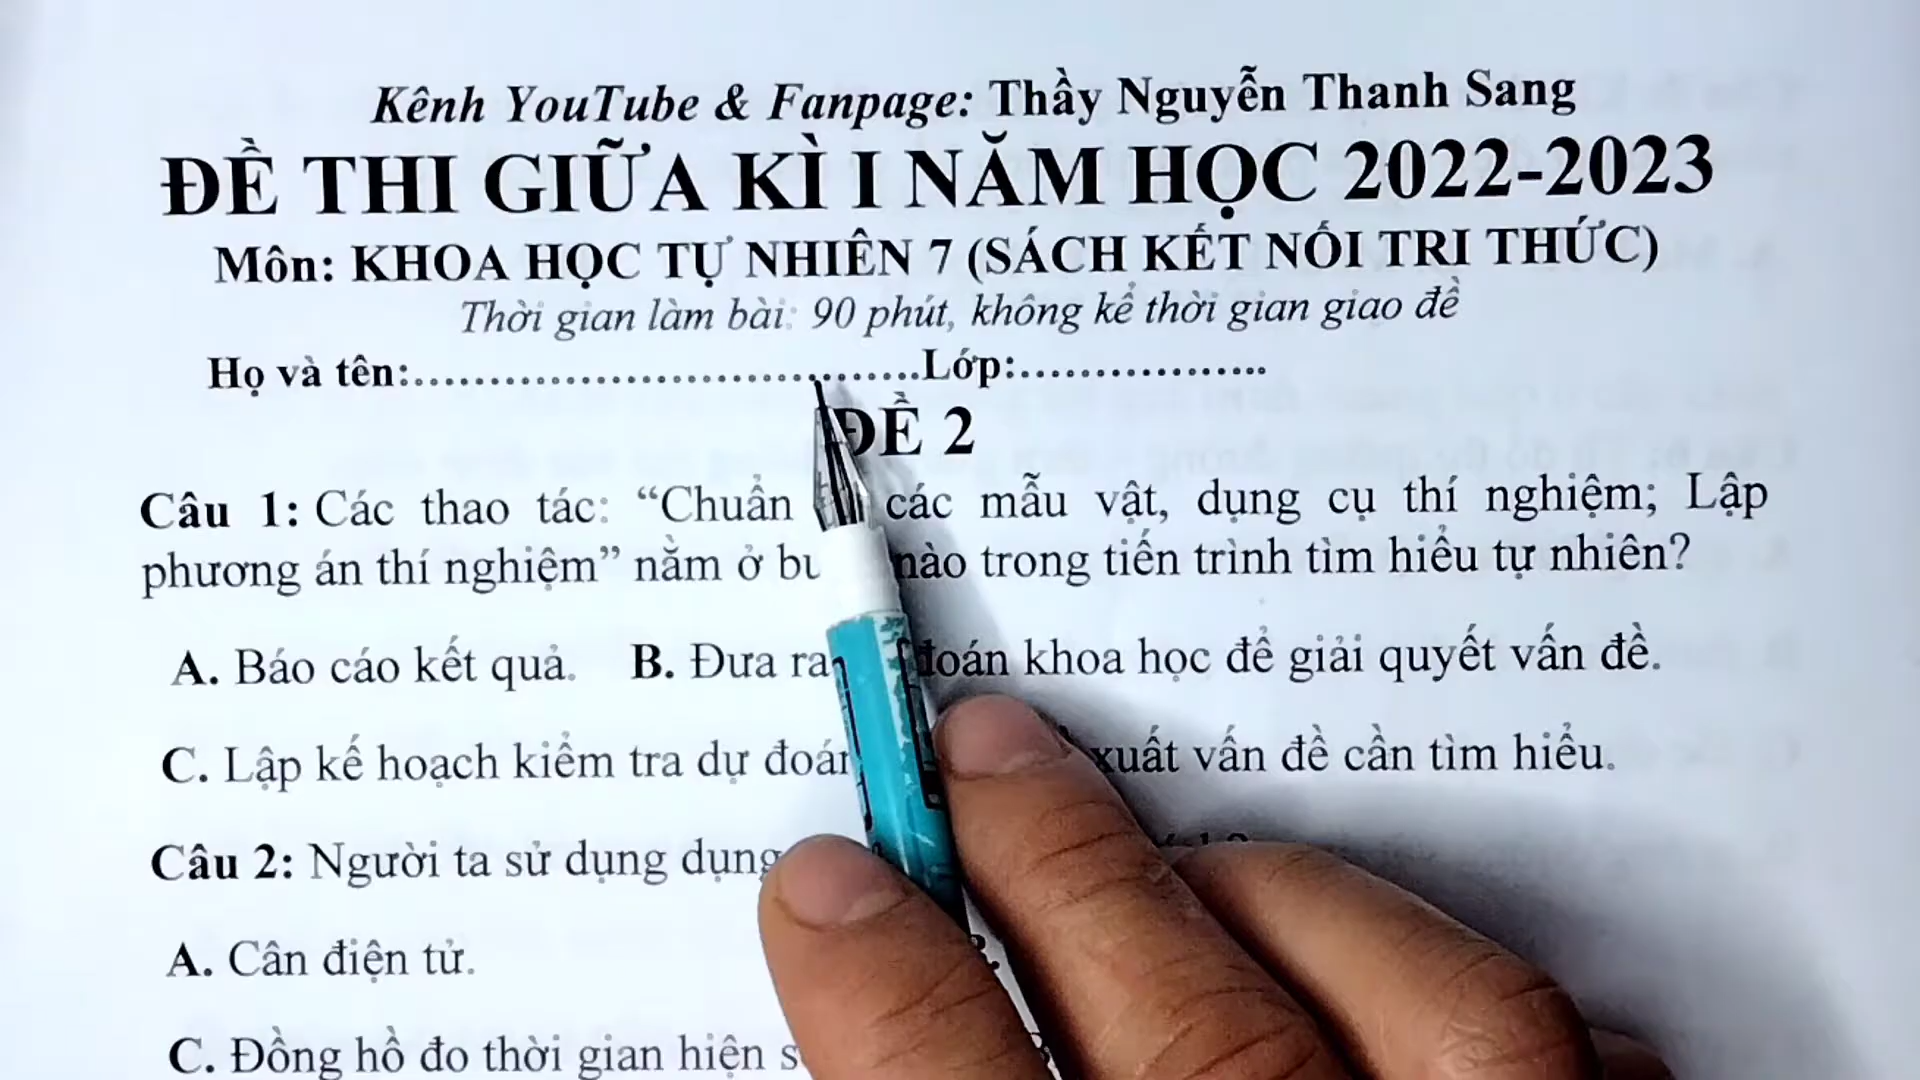 Kênh YouTube & Fanpage: Thầy Nguyễn Thanh Sang
ĐỀ THI GIỮA KÌ I NĂM HỌC 2022-2023
Môn: KHOA HỌC TỰ NHIÊN 7 (SÁCH KẾT NỐI TRI THỨC)
Thời gian làm bài: 90 phút, không kể thời gian giao đề
Họ và tên:........................................Lớp:..................
ĐỀ 2
Câu 1: Các thao tác: “Chuẩn các mẫu vật, dụng cụ thí nghiệm; Lập
phương án thí nghiệm” nằm ở nào trong tiến trình tìm hiểu tự nhiên?
A. Báo cáo kết quả. B. Đưa ra đoán khoa học để giải quyết vấn đề.
C. Lập kế hoạch kiểm tra dự đoán xuất vấn đề cần tìm hiểu.
Câu 2: Người ta sử dụng dụng
A. Cân điện tử.
C. Đồng hồ đo thời gian hiện